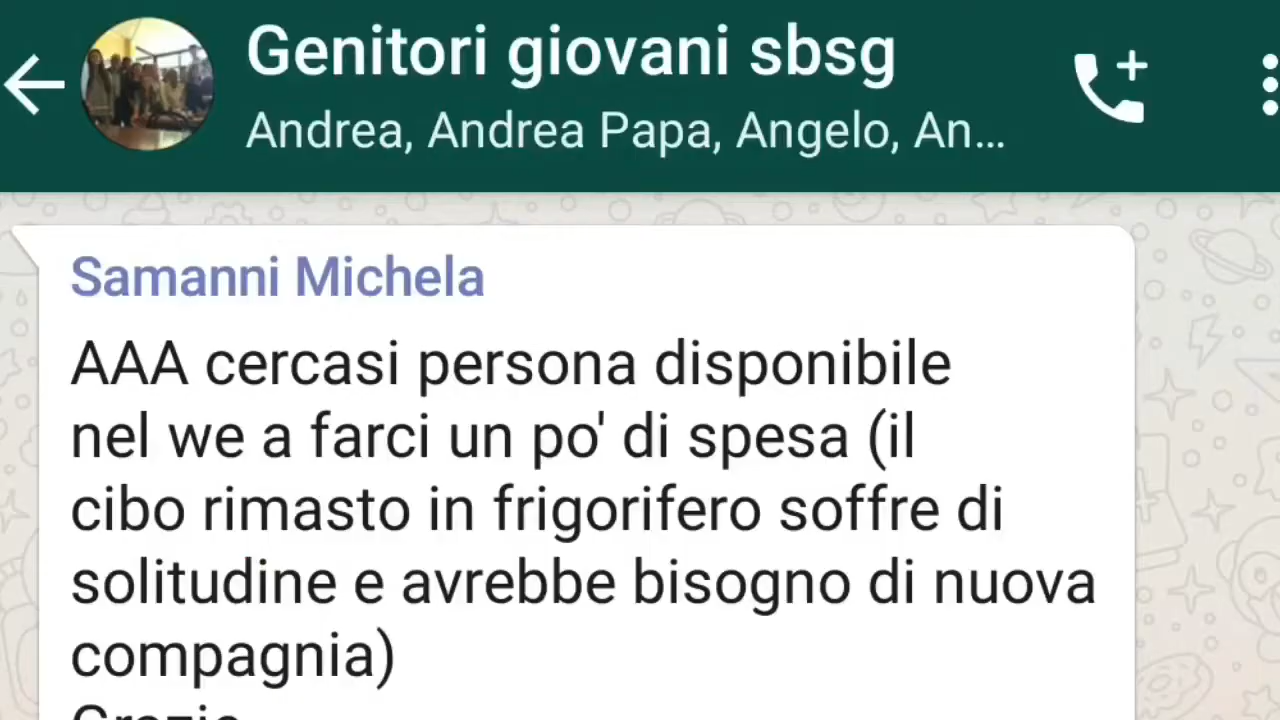 Genitori giovani sbsg
Andrea, Andrea Papa, Angelo, An...
Samanni Michela
AAA cercasi persona disponibile
nel we a farci un po' di spesa (il
cibo rimasto in frigorifero soffre di
solitudine e avrebbe bisogno di nuova
compagnia)
Grazie